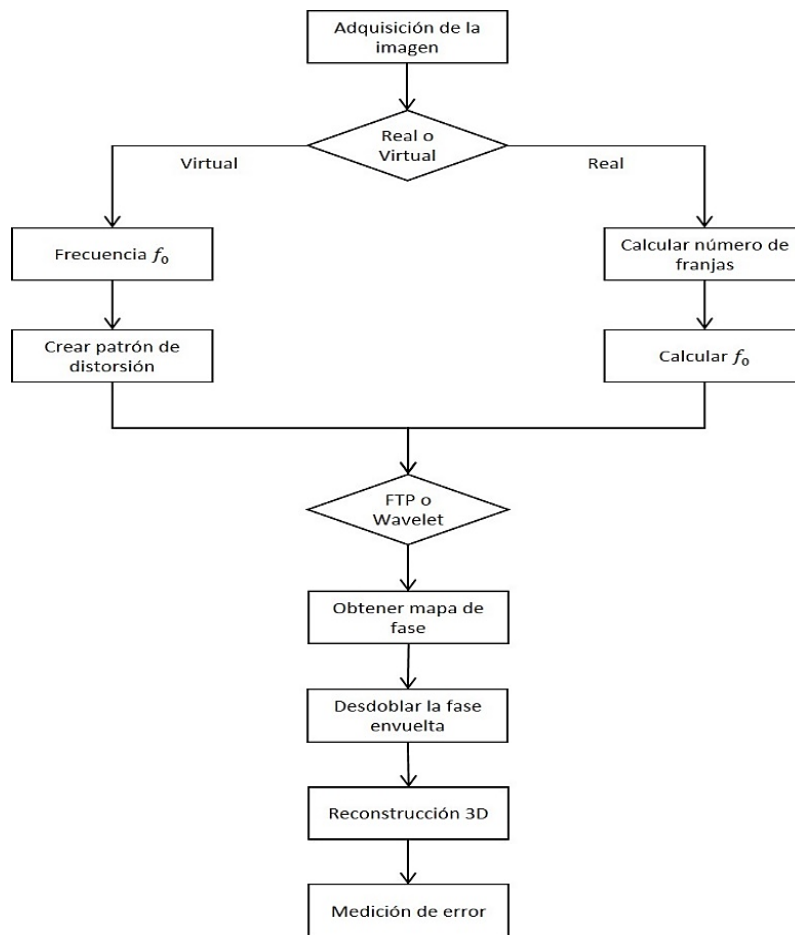 Adquisición de la
imagen
Real o
Virtual
Virtual
Real
Frecuencia f₀
Calcular número de
franjas
Crear patrón de
distorsión
Calcular f₀
FTP o
Wavelet
Obtener mapa de
fase
Desdoblar la fase
envuelta
Reconstrucción 3D
Medición de error